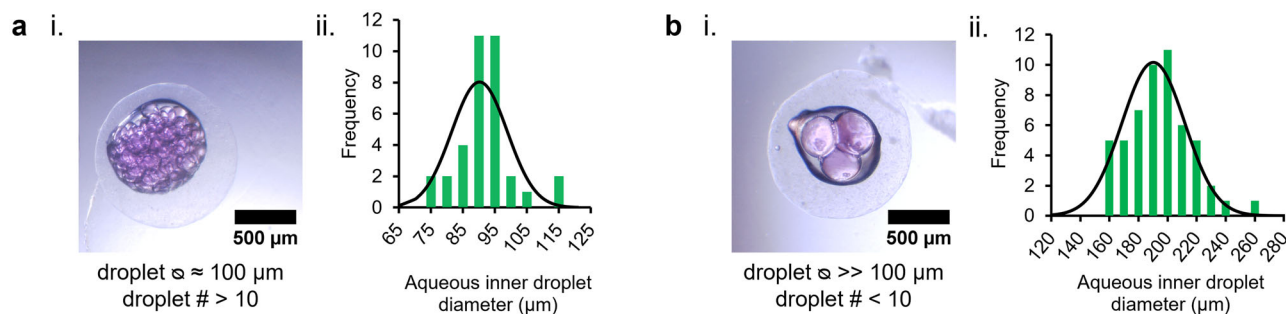 a i.
500 µm
droplet ⦰ ≈ 100 µm
droplet # > 10
ii.
Frequency
12
10
8
6
4
2
0
65 75 85 95 105 115 125
Aqueous inner droplet
diameter (µm)
b i.
500 µm
droplet ⦰ >> 100 µm
droplet # < 10
ii.
Frequency
12
10
8
6
4
2
0
120 140 160 180 200 220 240 260 280
Aqueous inner droplet
diameter (µm)